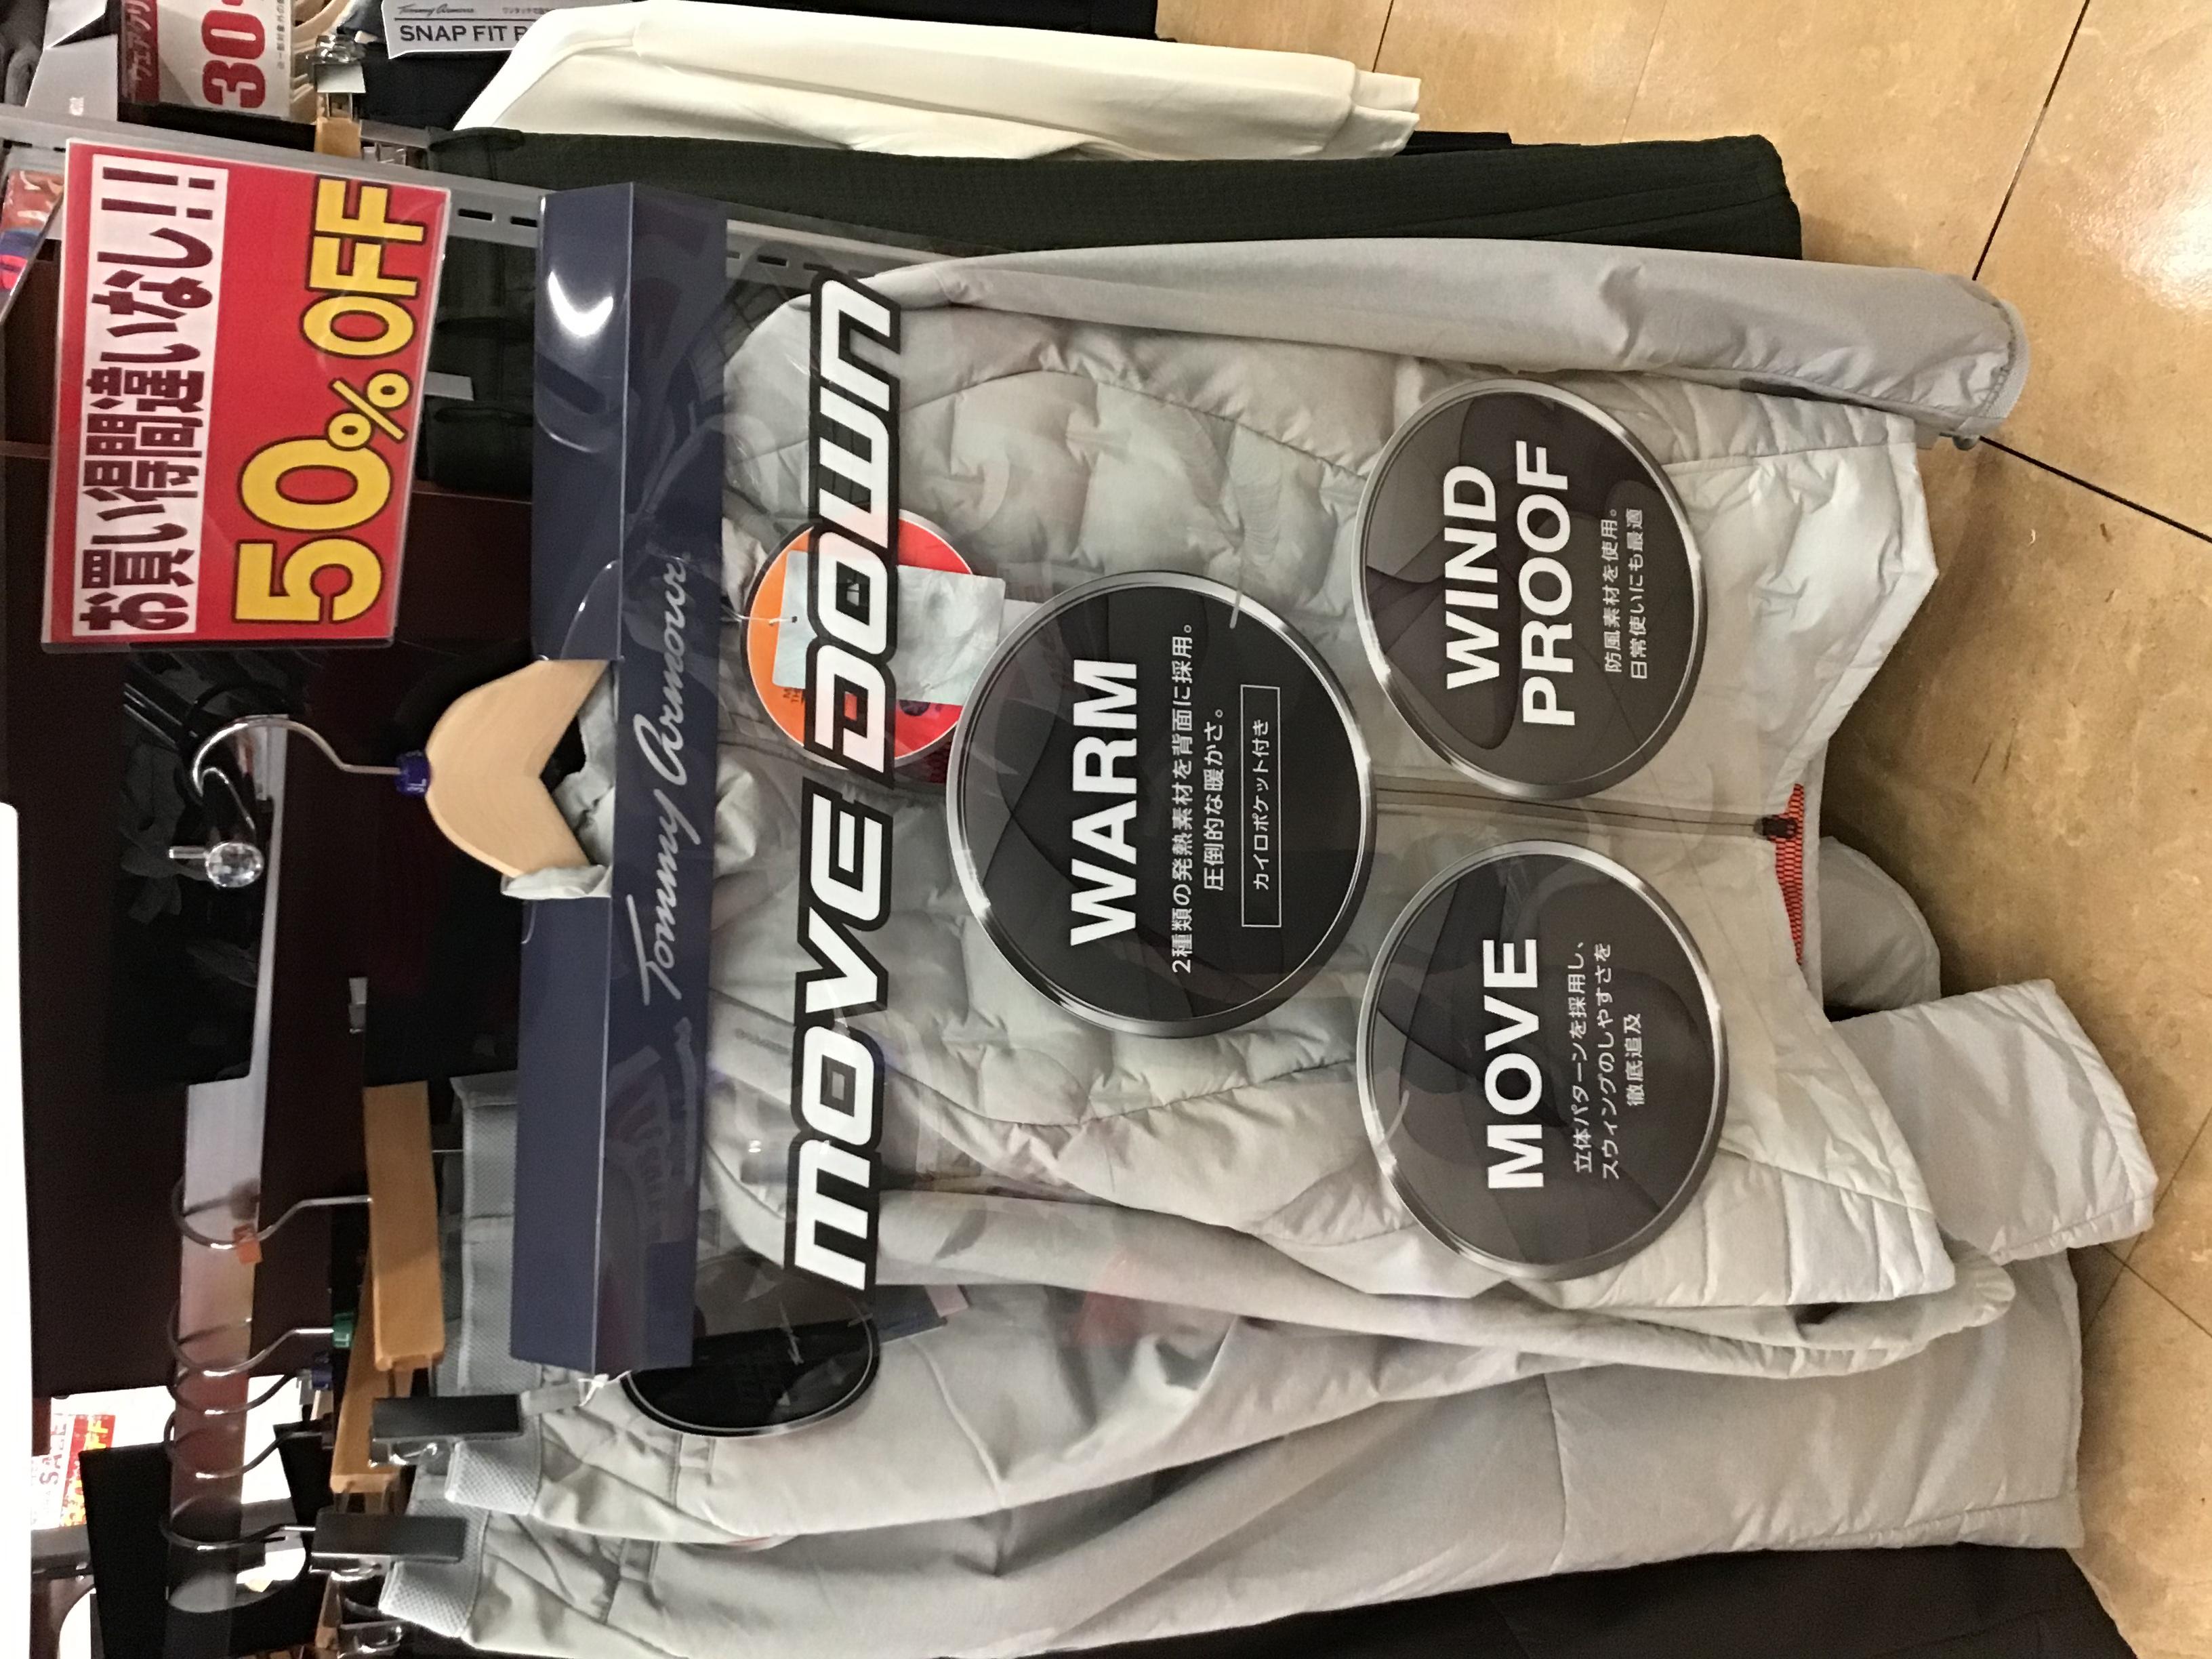 お買い得間違いなし!!
50%OFF
Tommy Armour
SNAP FIT
30
Tommy Armour
MOVE DOWN
WARM
2種類の発熱素材を背面に採用。
圧倒的な暖かさ。
カイロポケット付き
MOVE
立体パターンを採用し、
スウィングのしやすさを
徹底追及
WIND
PROOF
防風素材を使用。
日常使いにも最適
SALE
OFF